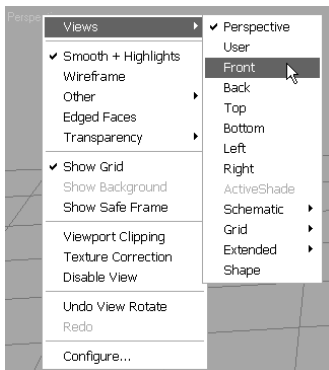 Perspec
Views
Smooth + Highlights
Wireframe
Other
Edged Faces
Transparency
Show Grid
Show Background
Show Safe Frame
Viewport Clipping
Texture Correction
Disable View
Undo View Rotate
Redo
Configure...
Perspective
User
Front
Back
Top
Bottom
Left
Right
ActiveShade
Schematic
Grid
Extended
Shape